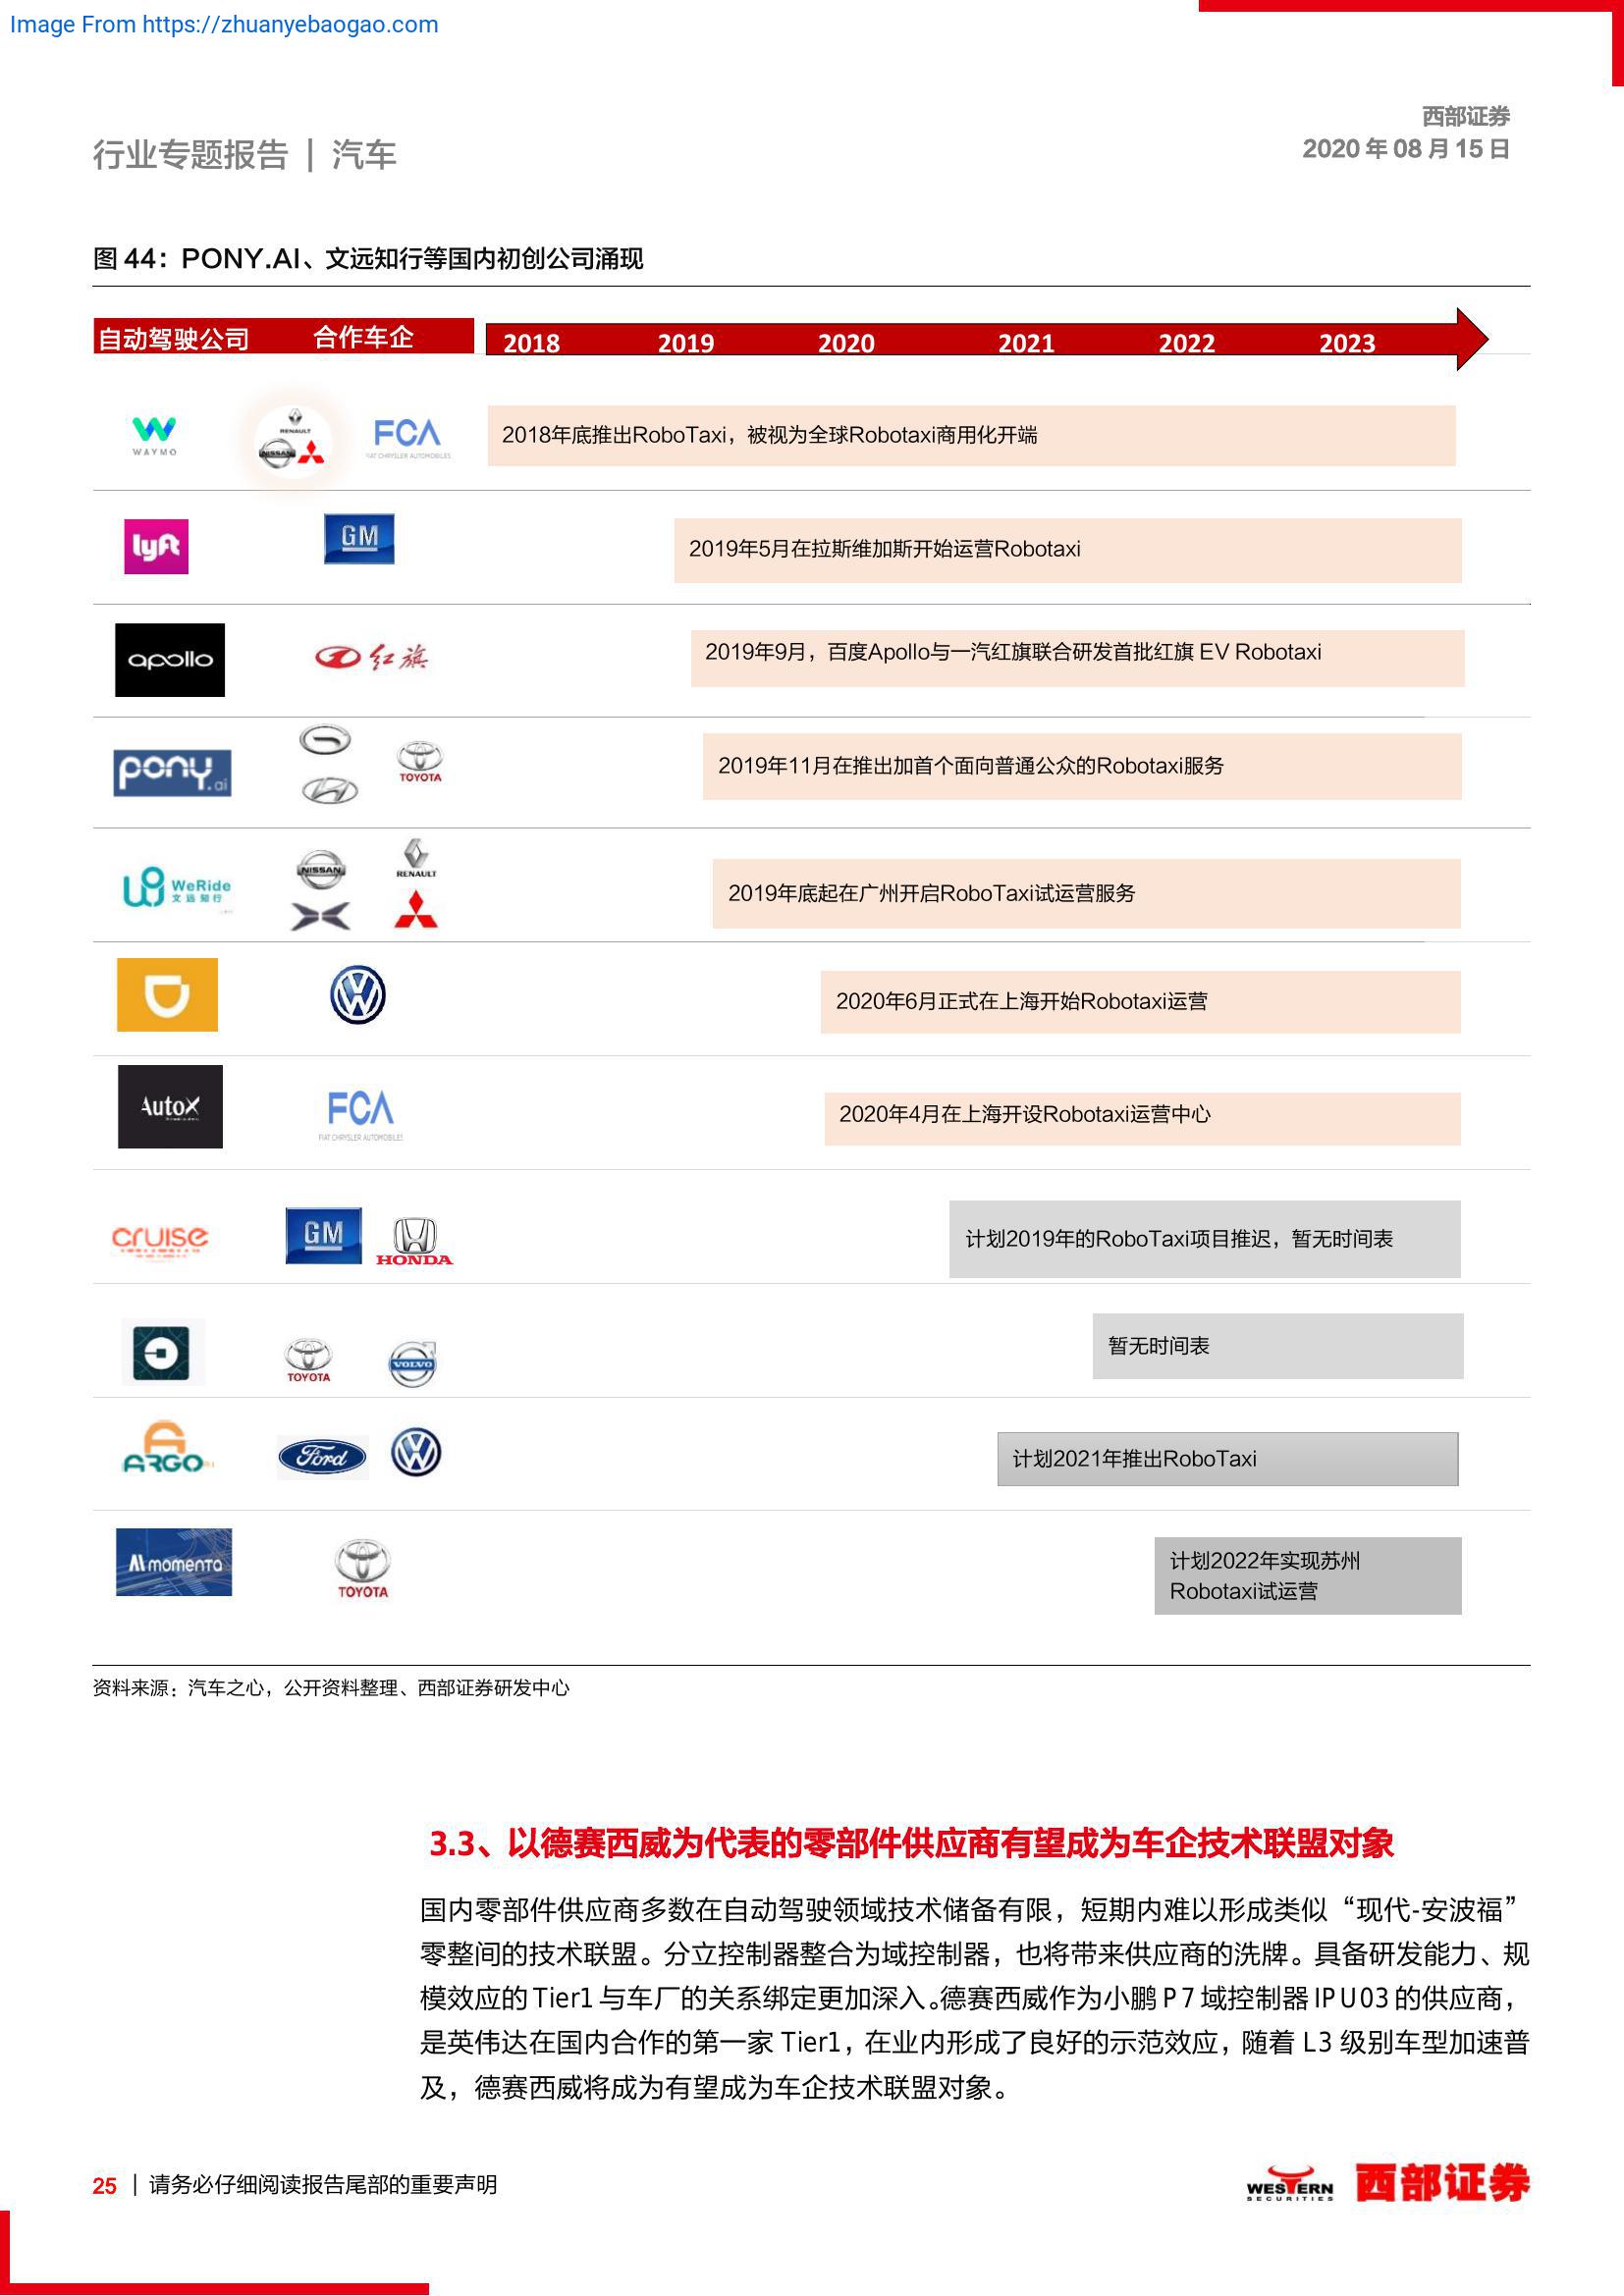 Image From https://zhuanyebaogao.com
西部证券
行业专题报告 | 汽车
2020 年 08 月 15 日
图 44：PONY.AI、文远知行等国内初创公司涌现
自动驾驶公司 合作车企 2018 2019 2020 2021 2022 2023
WAYMO RENAULT NISSAN FCA
FIAT CHRYSLER AUTOMOBILES
2018年底推出RoboTaxi，被视为全球Robotaxi商用化开端
lyft GM 2019年5月在拉斯维加斯开始运营Robotaxi
apollo 红旗 2019年9月，百度Apollo与一汽红旗联合研发首批红旗 EV Robotaxi
pony.ai TOYOTA 2019年11月在推出加首个面向普通公众的Robotaxi服务
WeRide
文远知行
NISSAN RENAULT 2019年底起在广州开启RoboTaxi试运营服务
2020年6月正式在上海开始Robotaxi运营
AutoX FCA
FIAT CHRYSLER AUTOMOBILES
2020年4月在上海开设Robotaxi运营中心
cruise GM HONDA 计划2019年的RoboTaxi项目推迟，暂无时间表
TOYOTA VOLVO 暂无时间表
ARGO Ford 计划2021年推出RoboTaxi
momenta TOYOTA 计划2022年实现苏州
Robotaxi试运营
资料来源：汽车之心，公开资料整理、西部证券研发中心
3.3、以德赛西威为代表的零部件供应商有望成为车企技术联盟对象
国内零部件供应商多数在自动驾驶领域技术储备有限，短期内难以形成类似“现代-安波福”
零整间的技术联盟。分立控制器整合为域控制器，也将带来供应商的洗牌。具备研发能力、规
模效应的 Tier1 与车厂的关系绑定更加深入。德赛西威作为小鹏 P7 域控制器 IPU03 的供应商，
是英伟达在国内合作的第一家 Tier1，在业内形成了良好的示范效应，随着 L3 级别车型加速普
及，德赛西威将成为有望成为车企技术联盟对象。
25 | 请务必仔细阅读报告尾部的重要声明
WESTERN
SECURITIES
西部证券